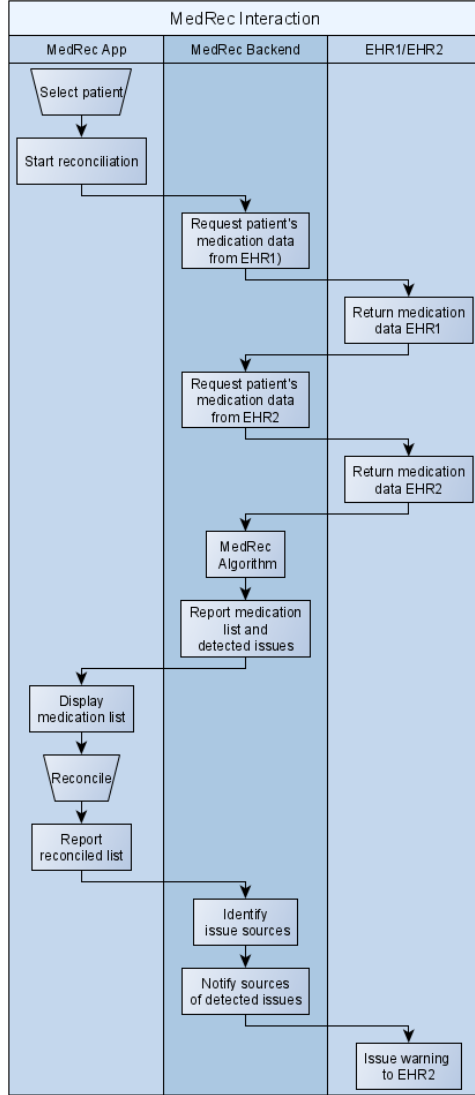 MedRec Interaction
MedRec App
MedRec Backend
EHR1/EHR2
Select patient
Start reconciliation
Request patient's
medication data
from EHR1)
Return medication
data EHR1
Request patient's
medication data
from EHR2
Return medication
data EHR2
MedRec
Algorithm
Report medication
list and
detected issues
Display
medication list
Reconcile
Report
reconciled list
Identify
issue sources
Notify sources
of detected issues
Issue warning
to EHR2